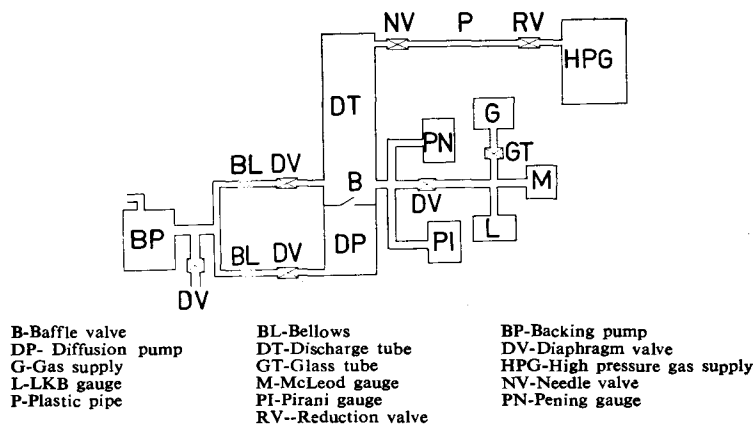 NV P RV
HPG
DT
G
PN
GT
BL DV
B
M
DV
BP
DP
L
PI
BL DV
DV
B-Baffle valve
DP- Diffusion pump
G-Gas supply
L-LKB gauge
P-Plastic pipe
BL-Bellows
DT-Discharge tube
GT-Glass tube
M-McLeod gauge
PI-Pirani gauge
RV--Reduction valve
BP-Backing pump
DV-Diaphragm valve
HPG-High pressure gas supply
NV-Needle valve
PN-Pening gauge